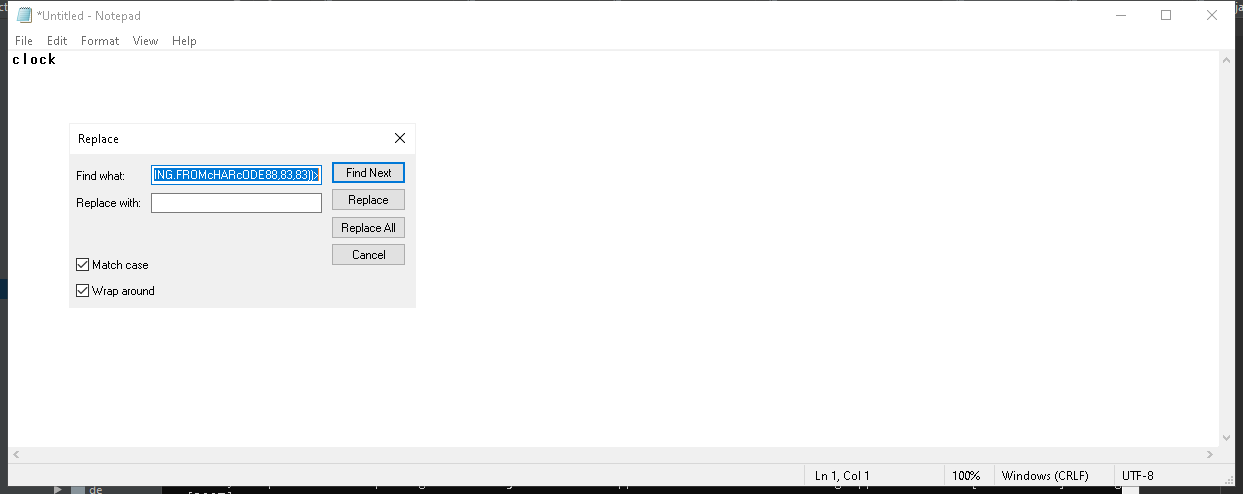 *Untitled - Notepad
File Edit Format View Help
clock
Replace
Find what: ING.FROMcHARcODE88,83,83))>
Find Next
Replace with:
Replace
Replace All
Cancel
Match case
Wrap around
Ln 1, Col 1 100% Windows (CRLF) UTF-8
de